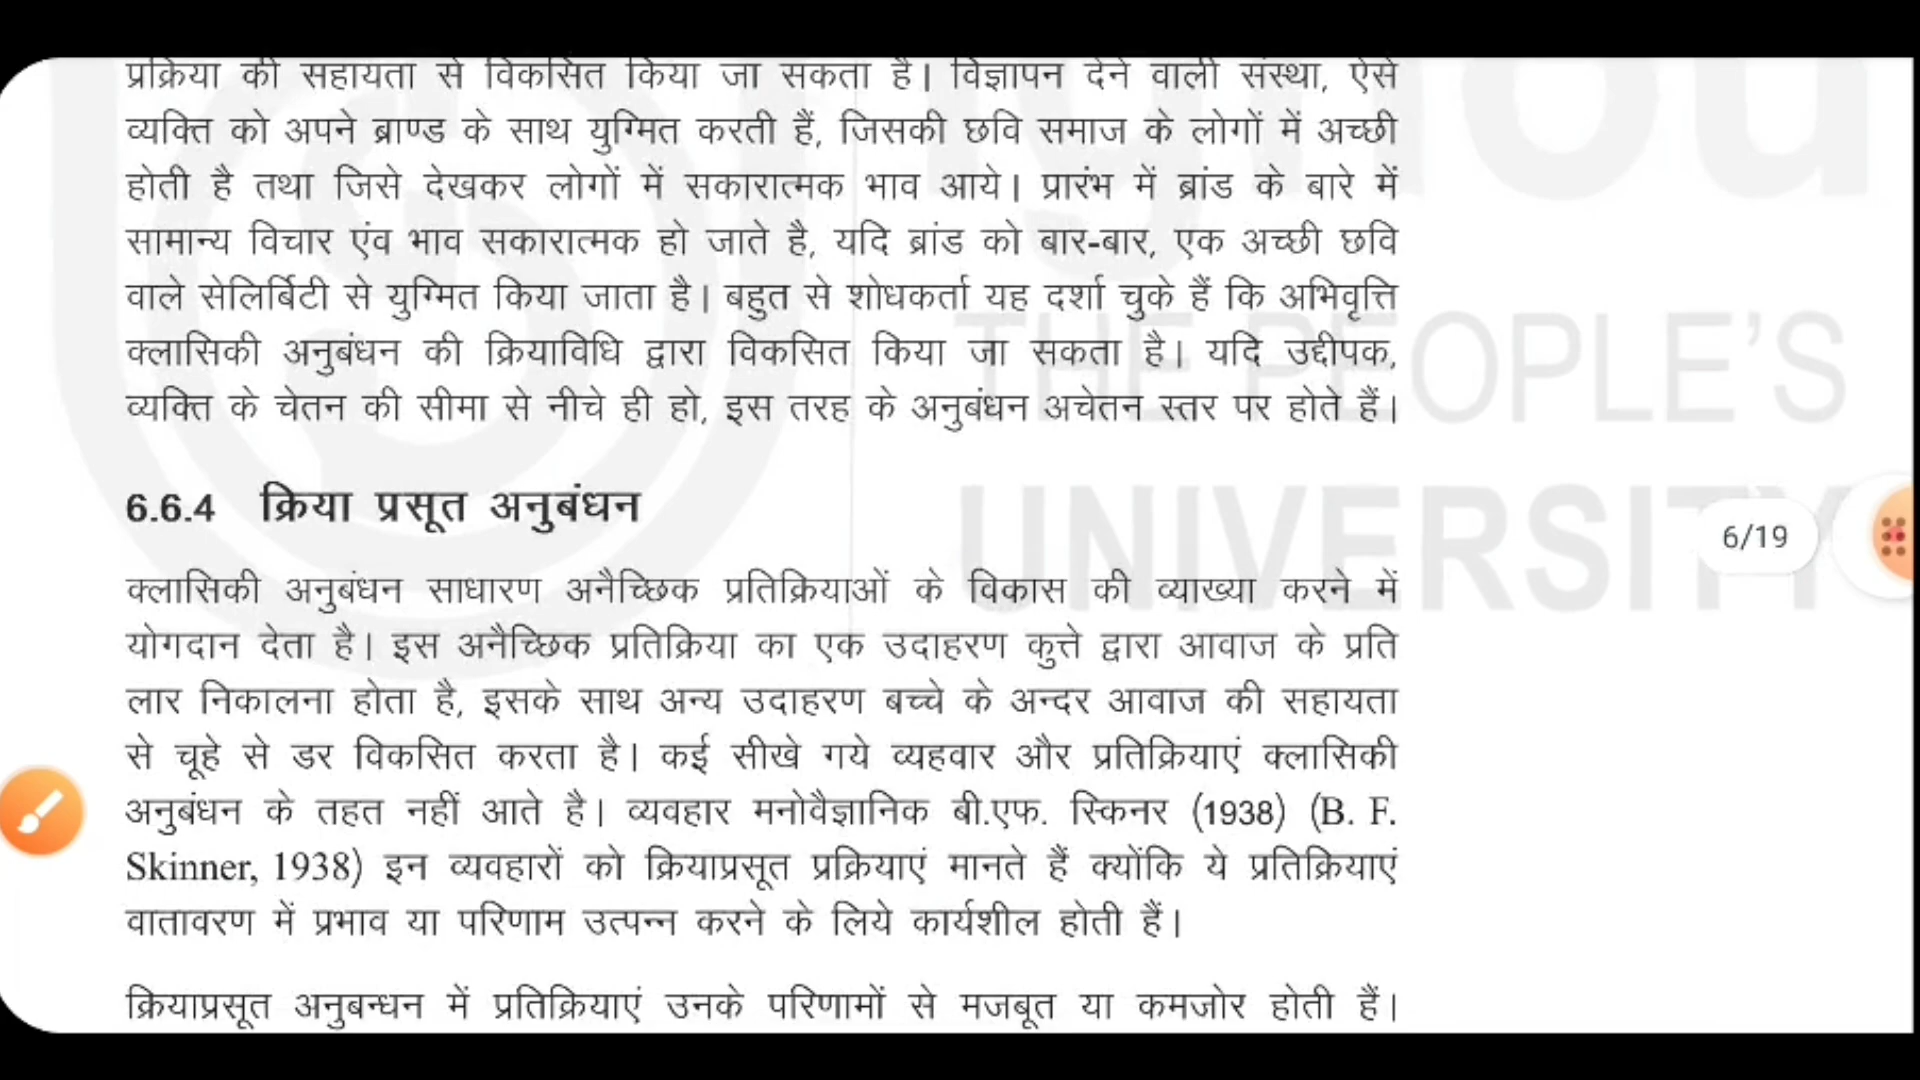 प्रक्रिया की सहायता से विकसित किया जा सकता है। विज्ञापन देने वाली संस्था, ऐसे
व्यक्ति को अपने ब्राण्ड के साथ युग्मित करती हैं, जिसकी छवि समाज के लोगों में अच्छी
होती है तथा जिसे देखकर लोगों में सकारात्मक भाव आये। प्रारंभ में ब्रांड के बारे में
सामान्य विचार एंव भाव सकारात्मक हो जाते है, यदि ब्रांड को बार-बार, एक अच्छी छवि
वाले सेलिर्बिटी से युग्मित किया जाता है। बहुत से शोधकर्ता यह दर्शा चुके हैं कि अभिवृत्ति
क्लासिकी अनुबंधन की क्रियाविधि द्वारा विकसित किया जा सकता है। यदि उद्दीपक,
व्यक्ति के चेतन की सीमा से नीचे ही हो, इस तरह के अनुबंधन अचेतन स्तर पर होते हैं।
6.6.4 क्रिया प्रसूत अनुबंधन
क्लासिकी अनुबंधन साधारण अनैच्छिक प्रतिक्रियाओं के विकास की व्याख्या करने में
योगदान देता है। इस अनैच्छिक प्रतिक्रिया का एक उदाहरण कुत्ते द्वारा आवाज के प्रति
लार निकालना होता है, इसके साथ अन्य उदाहरण बच्चे के अन्दर आवाज की सहायता
से चूहे से डर विकसित करता है। कई सीखे गये व्यहवार और प्रतिक्रियाएं क्लासिकी
अनुबंधन के तहत नहीं आते है। व्यवहार मनोवैज्ञानिक बी.एफ. स्किनर (1938) (B. F.
Skinner, 1938) इन व्यवहारों को क्रियाप्रसूत प्रक्रियाएं मानते हैं क्योंकि ये प्रतिक्रियाएं
वातावरण में प्रभाव या परिणाम उत्पन्न करने के लिये कार्यशील होती हैं।
क्रियाप्रसूत अनुबन्धन में प्रतिक्रियाएं उनके परिणामों से मजबूत या कमजोर होती हैं।
6/19
ignou
THE PEOPLE'S
UNIVERSITY